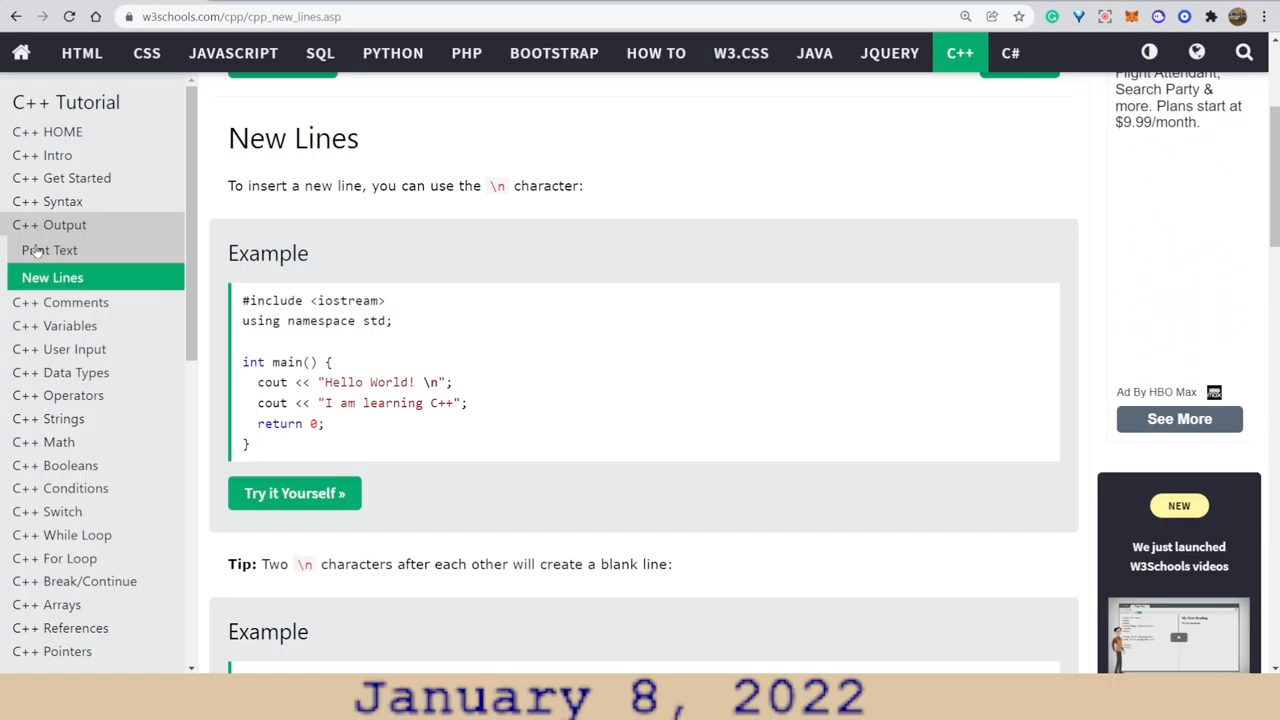 w3schools.com/cpp/cpp_new_lines.asp
HTML CSS JAVASCRIPT SQL PYTHON PHP BOOTSTRAP HOW TO W3.CSS JAVA JQUERY C++ C#
C++ Tutorial
C++ HOME
C++ Intro
C++ Get Started
C++ Syntax
C++ Output
Print Text
New Lines
C++ Comments
C++ Variables
C++ User Input
C++ Data Types
C++ Operators
C++ Strings
C++ Math
C++ Booleans
C++ Conditions
C++ Switch
C++ While Loop
C++ For Loop
C++ Break/Continue
C++ Arrays
C++ References
C++ Pointers
New Lines
To insert a new line, you can use the \n character:
Example
#include <iostream>
using namespace std;
int main() {
cout << "Hello World! \n";
cout << "I am learning C++";
return 0;
}
Try it Yourself »
Tip: Two \n characters after each other will create a blank line:
Example
Flight Attendant,
Search Party &
more. Plans start at
$9.99/month.
Ad By HBO Max
See More
NEW
We just launched
W3Schools videos
January 8, 2022